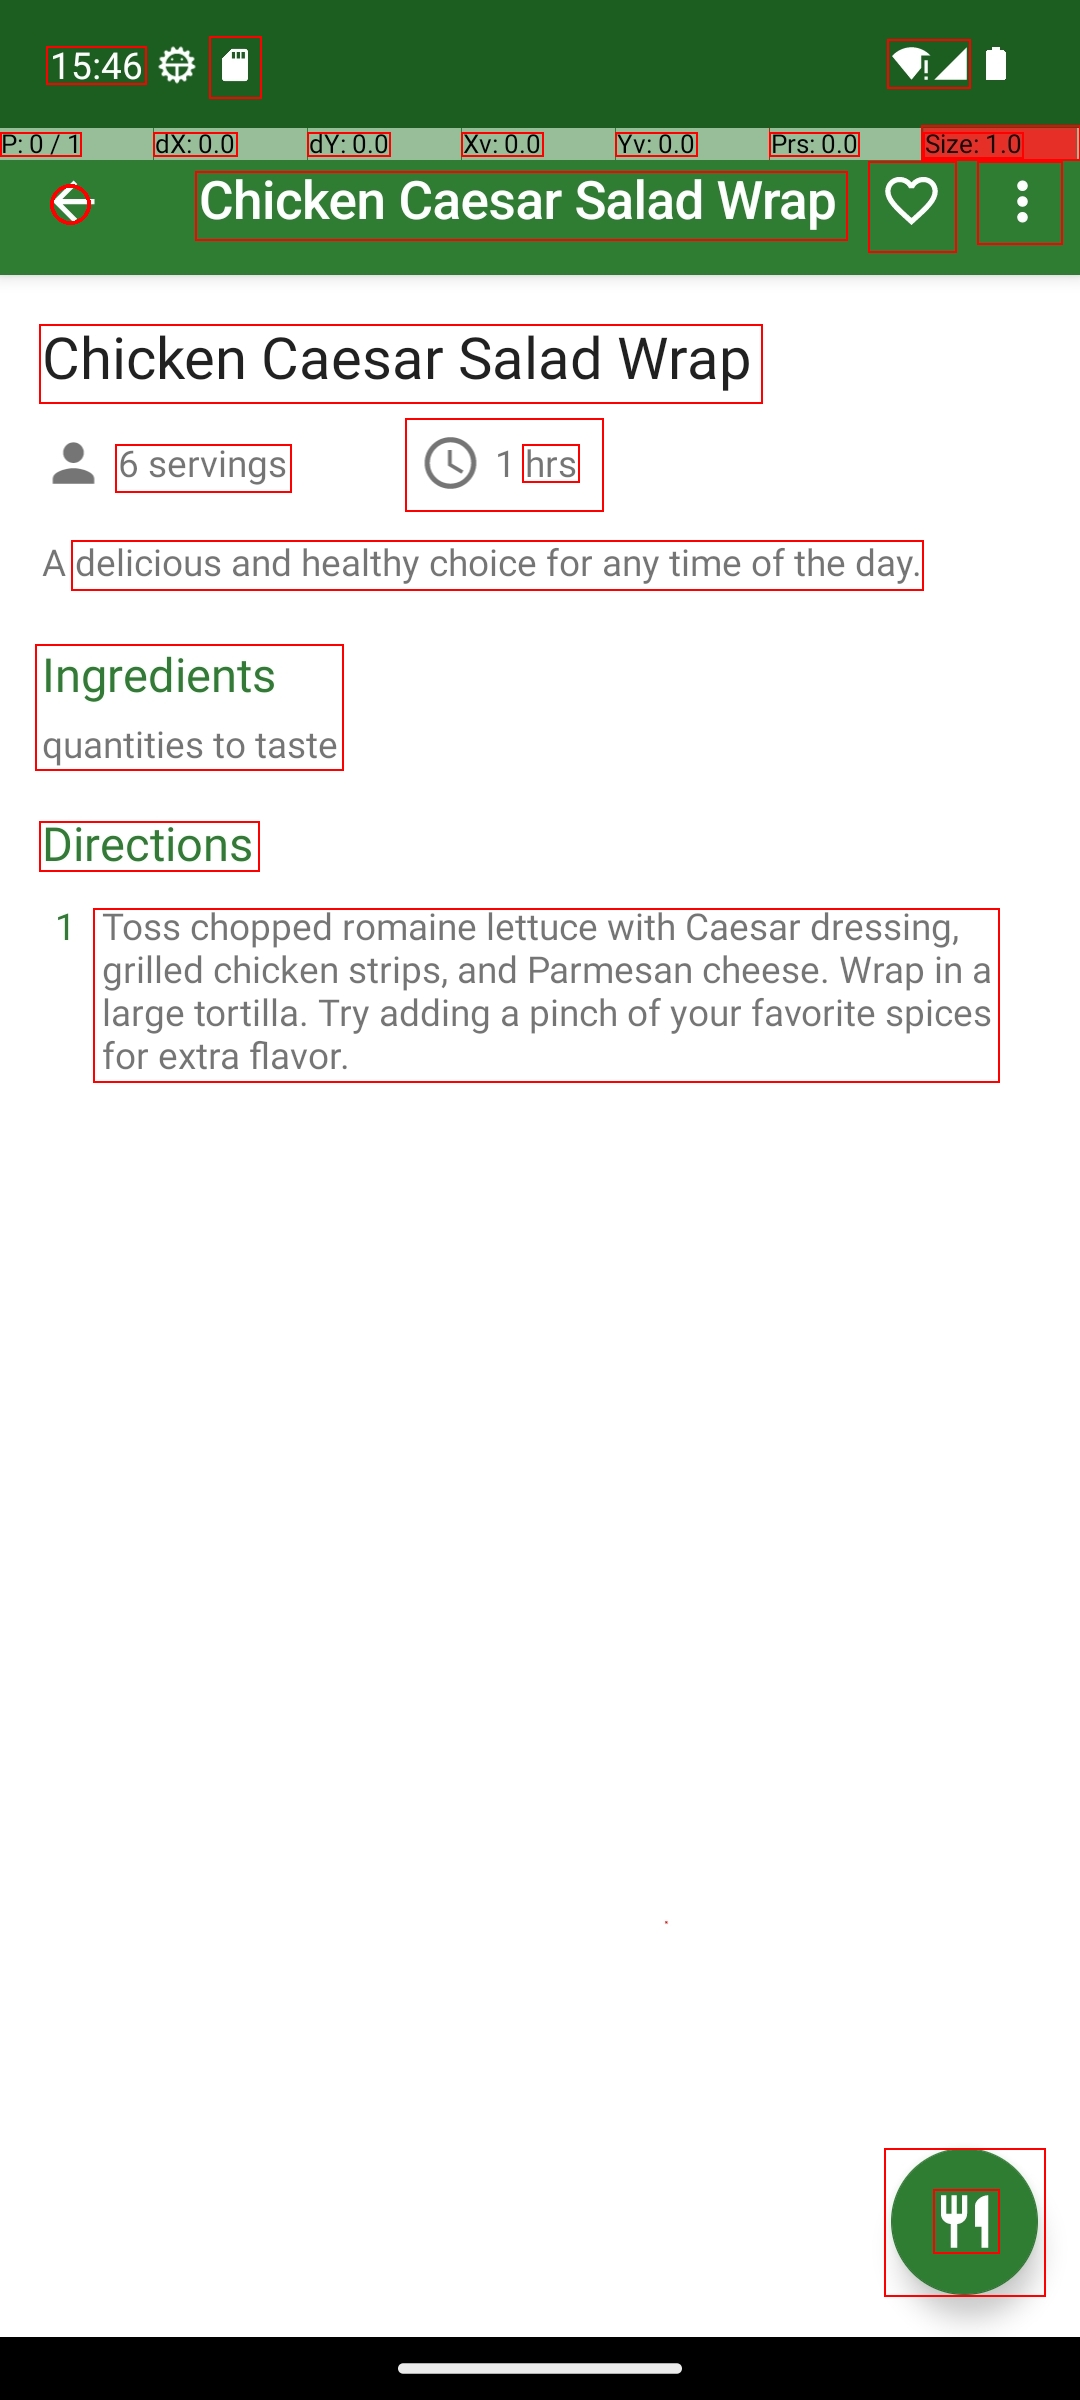 15:46
P: 0 / 1 dX: 0.0 dY: 0.0 Xv: 0.0 Yv: 0.0 Prs: 0.0 Size: 1.0
Chicken Caesar Salad Wrap
Chicken Caesar Salad Wrap
6 servings 1 hrs
A delicious and healthy choice for any time of the day.
Ingredients
quantities to taste
Directions
1 Toss chopped romaine lettuce with Caesar dressing,
grilled chicken strips, and Parmesan cheese. Wrap in a
large tortilla. Try adding a pinch of your favorite spices
for extra flavor.